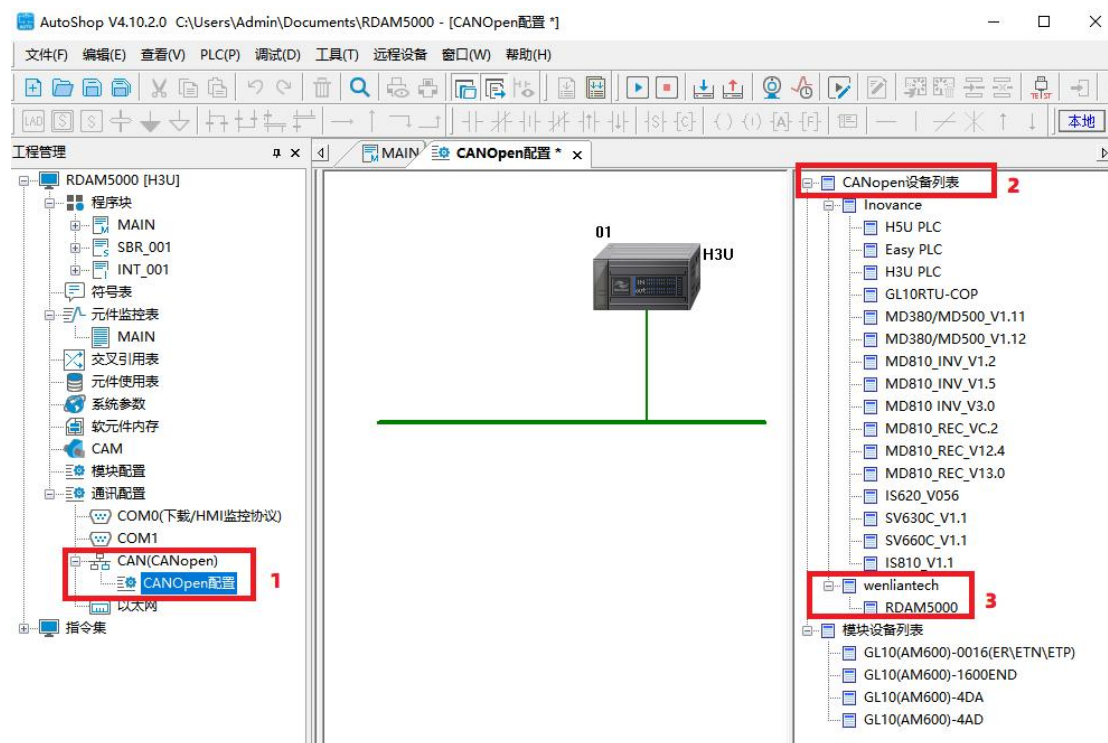 AutoShop V4.10.2.0 C:\Users\Admin\Documents\RDAM5000 - [CANOpen配置 *]
文件(F) 编辑(E) 查看(V) PLC(P) 调试(D) 工具(T) 远程设备 窗口(W) 帮助(H)
TEST
LAD S S
本地
工程管理
MAIN
CANOpen配置 *
RDAM5000 [H3U]
程序块
MAIN
SBR_001
INT_001
符号表
元件监控表
MAIN
交叉引用表
元件使用表
系统参数
软元件内存
CAM
模块配置
通讯配置
COM0(下载/HMI监控协议)
COM1
CAN(CANopen)
CANOpen配置
1
以太网
指令集
01
H3U
IN
OUT
CANopen设备列表
2
Inovance
H5U PLC
Easy PLC
H3U PLC
GL10RTU-COP
MD380/MD500_V1.11
MD380/MD500_V1.12
MD810_INV_V1.2
MD810_INV_V1.5
MD810 INV_V3.0
MD810_REC_VC.2
MD810_REC_V12.4
MD810_REC_V13.0
IS620_V056
SV630C_V1.1
SV660C_V1.1
IS810_V1.1
wenliantech
RDAM5000
3
模块设备列表
GL10(AM600)-0016(ER\ETN\ETP)
GL10(AM600)-1600END
GL10(AM600)-4DA
GL10(AM600)-4AD